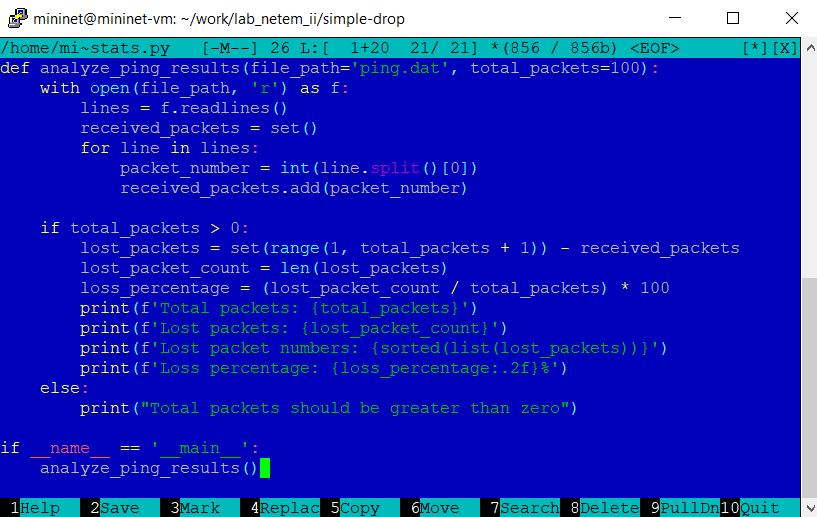 mininet@mininet-vm: ~/work/lab_netem_ii/simple-drop
/home/mi~stats.py   [-M--] 26 L:[  1+20  21/ 21] *(856 / 856b) <EOF>      [*][X]
def analyze_ping_results(file_path='ping.dat', total_packets=100):
    with open(file_path, 'r') as f:
        lines = f.readlines()
        received_packets = set()
        for line in lines:
            packet_number = int(line.split()[0])
            received_packets.add(packet_number)

    if total_packets > 0:
        lost_packets = set(range(1, total_packets + 1)) - received_packets
        lost_packet_count = len(lost_packets)
        loss_percentage = (lost_packet_count / total_packets) * 100
        print(f'Total packets: {total_packets}')
        print(f'Lost packets: {lost_packet_count}')
        print(f'Lost packet numbers: {sorted(list(lost_packets))}')
        print(f'Loss percentage: {loss_percentage:.2f}%')
    else:
        print("Total packets should be greater than zero")

if __name__ == '__main__':
    analyze_ping_results()
 1Help   2Save   3Mark   4Replac 5Copy   6Move   7Search 8Delete 9PullDn10Quit